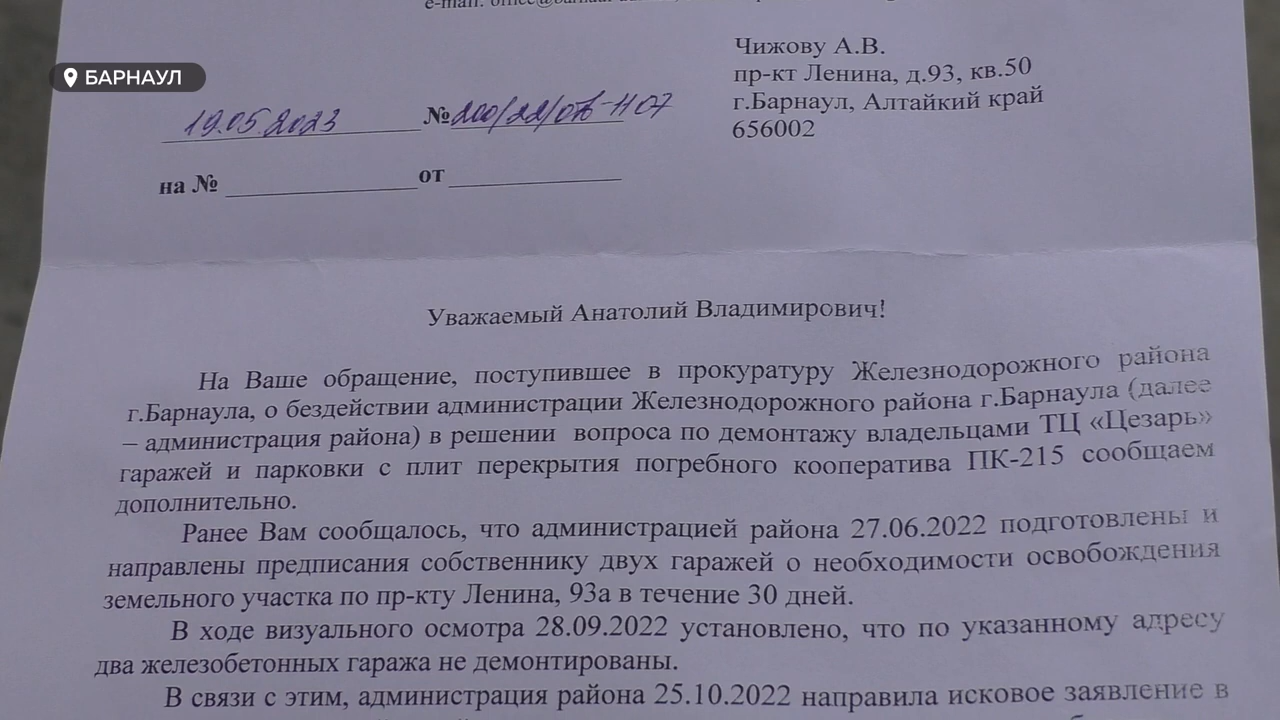 e-mail:
БАРНАУЛ
Чижову А.В.
пр-кт Ленина, д.93, кв.50
г.Барнаул, Алтайкий край
656002
19.05.2023 № 200/22/отв-1107
на № от
Уважаемый Анатолий Владимирович!
На Ваше обращение, поступившее в прокуратуру Железнодорожного района
г.Барнаула, о бездействии администрации Железнодорожного района г.Барнаула (далее
– администрация района) в решении вопроса по демонтажу владельцами ТЦ «Цезарь»
гаражей и парковки с плит перекрытия погребного кооператива ПК-215 сообщаем
дополнительно.
Ранее Вам сообщалось, что администрацией района 27.06.2022 подготовлены и
направлены предписания собственнику двух гаражей о необходимости освобождения
земельного участка по пр-кту Ленина, 93а в течение 30 дней.
В ходе визуального осмотра 28.09.2022 установлено, что по указанному адресу
два железобетонных гаража не демонтированы.
В связи с этим, администрация района 25.10.2022 направила исковое заявление в